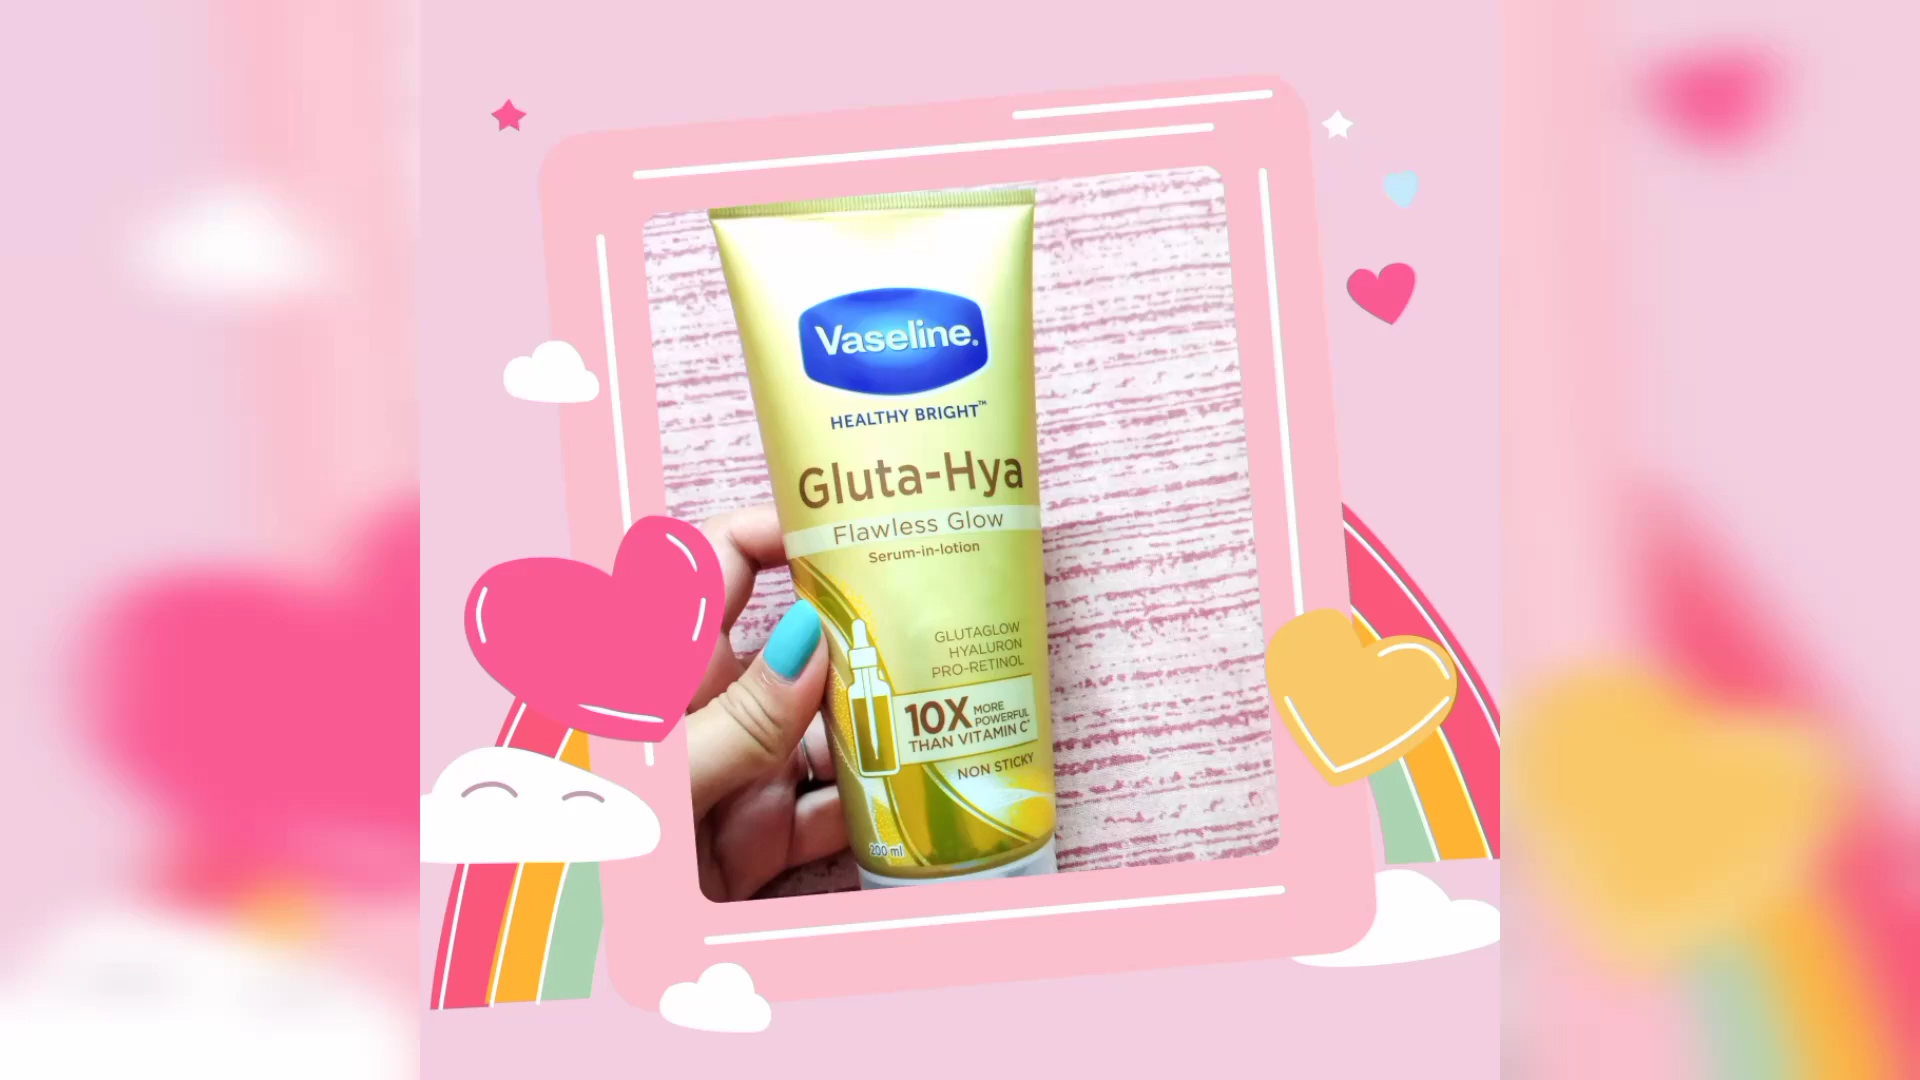 Vaseline.
HEALTHY BRIGHT™
Gluta-Hya
Flawless Glow
Serum-in-lotion
GLUTAGLOW
HYALURON
PRO-RETINOL
10X MORE
POWERFUL
THAN VITAMIN C*
NON STICKY
200 ml